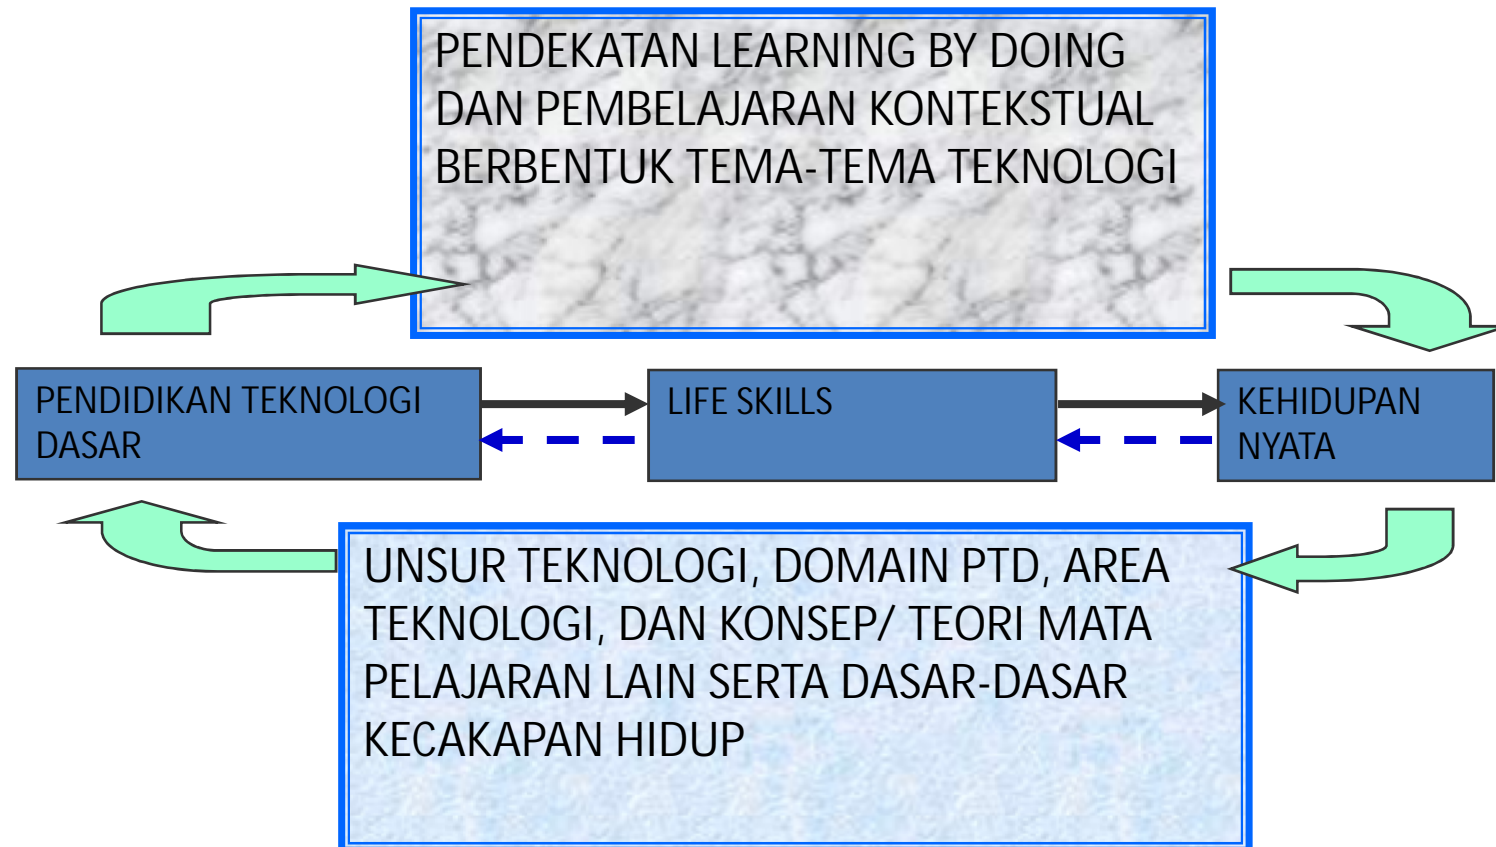 PENDEKATAN LEARNING BY DOING
DAN PEMBELAJARAN KONTEKSTUAL
BERBENTUK TEMA-TEMA TEKNOLOGI
PENDIDIKAN TEKNOLOGI
DASAR
LIFE SKILLS
KEHIDUPAN
NYATA
UNSUR TEKNOLOGI, DOMAIN PTD, AREA
TEKNOLOGI, DAN KONSEP/ TEORI MATA
PELAJARAN LAIN SERTA DASAR-DASAR
KECAKAPAN HIDUP